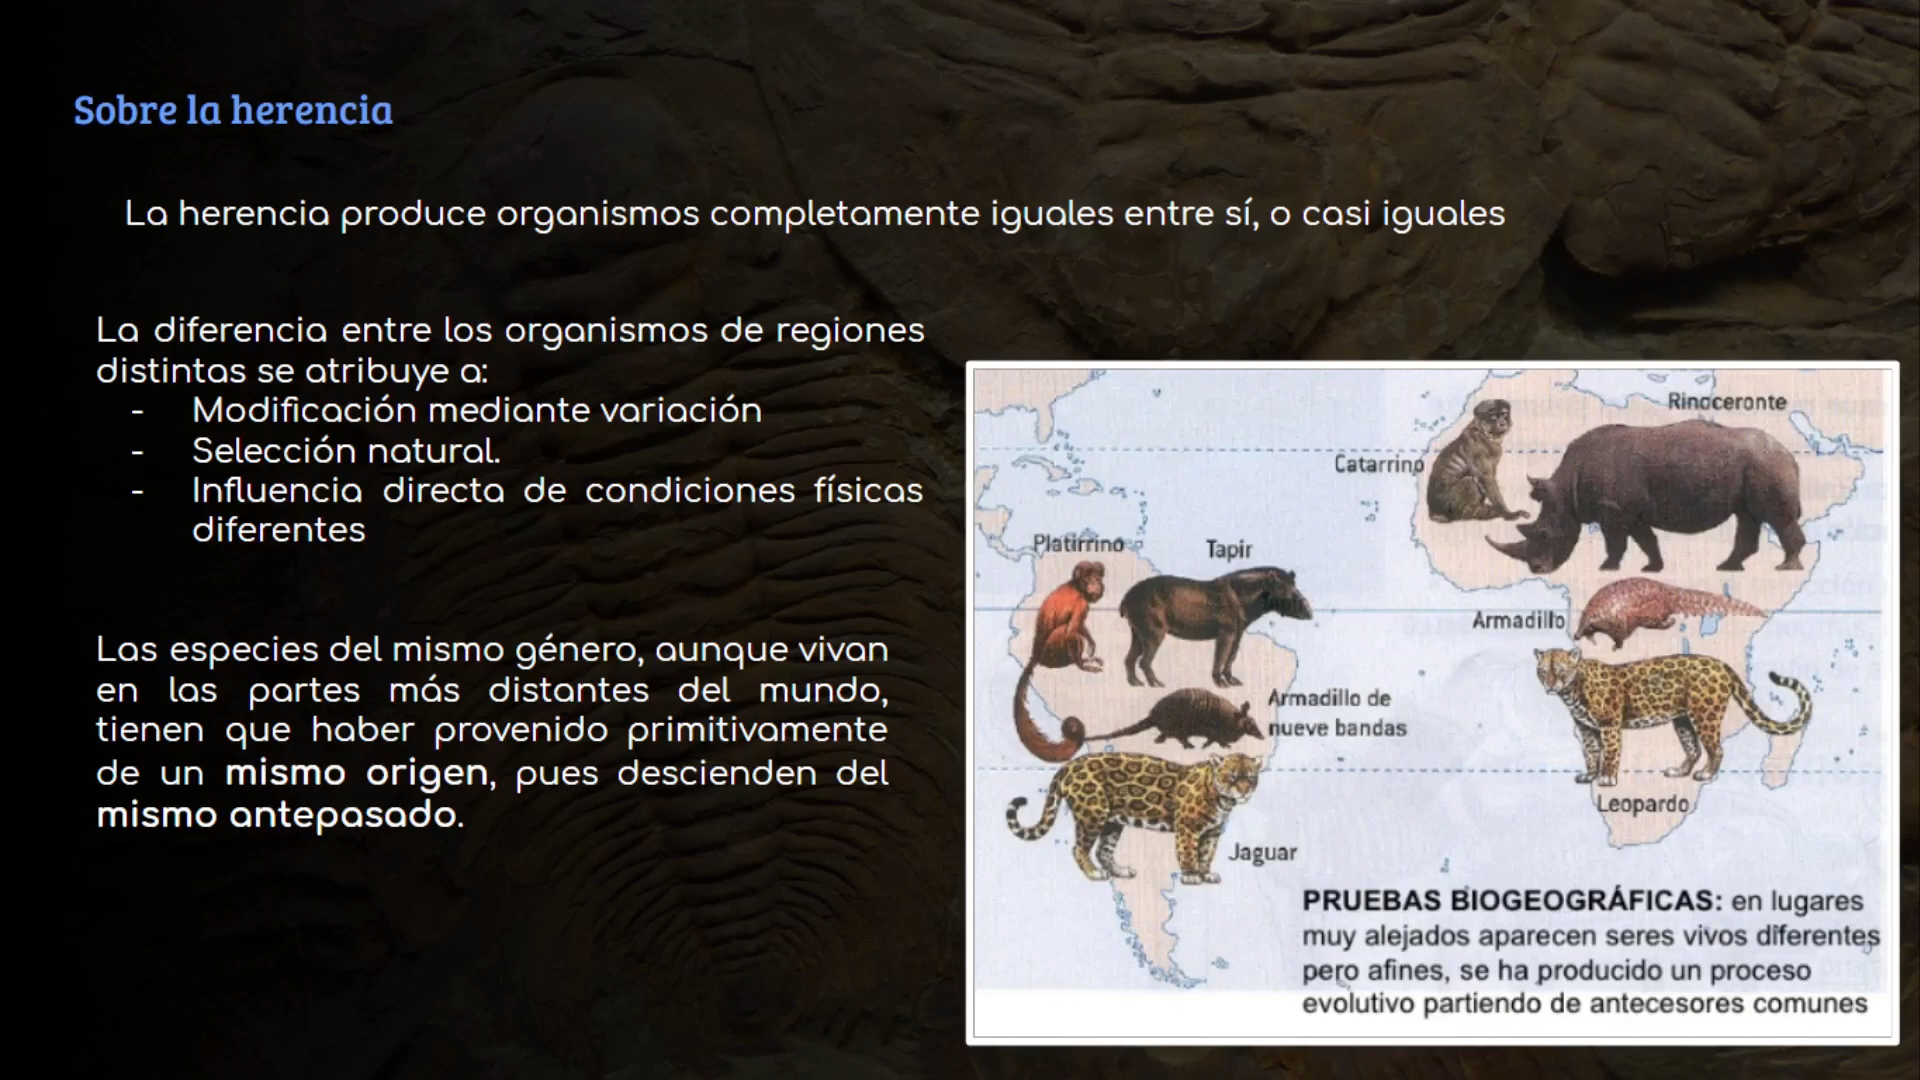 Sobre la herencia
La herencia produce organismos completamente iguales entre sí, o casi iguales
La diferencia entre los organismos de regiones
distintas se atribuye a:
- Modificación mediante variación
- Selección natural.
- Influencia directa de condiciones físicas
diferentes
Las especies del mismo género, aunque vivan
en las partes más distantes del mundo,
tienen que haber provenido primitivamente
de un mismo origen, pues descienden del
mismo antepasado.
Rinoceronte
Catarrino
Platirrino
Tapir
Armadillo
Armadillo de
nueve bandas
Leopardo
Jaguar
PRUEBAS BIOGEOGRÁFICAS: en lugares
muy alejados aparecen seres vivos diferentes
pero afines, se ha producido un proceso
evolutivo partiendo de antecesores comunes